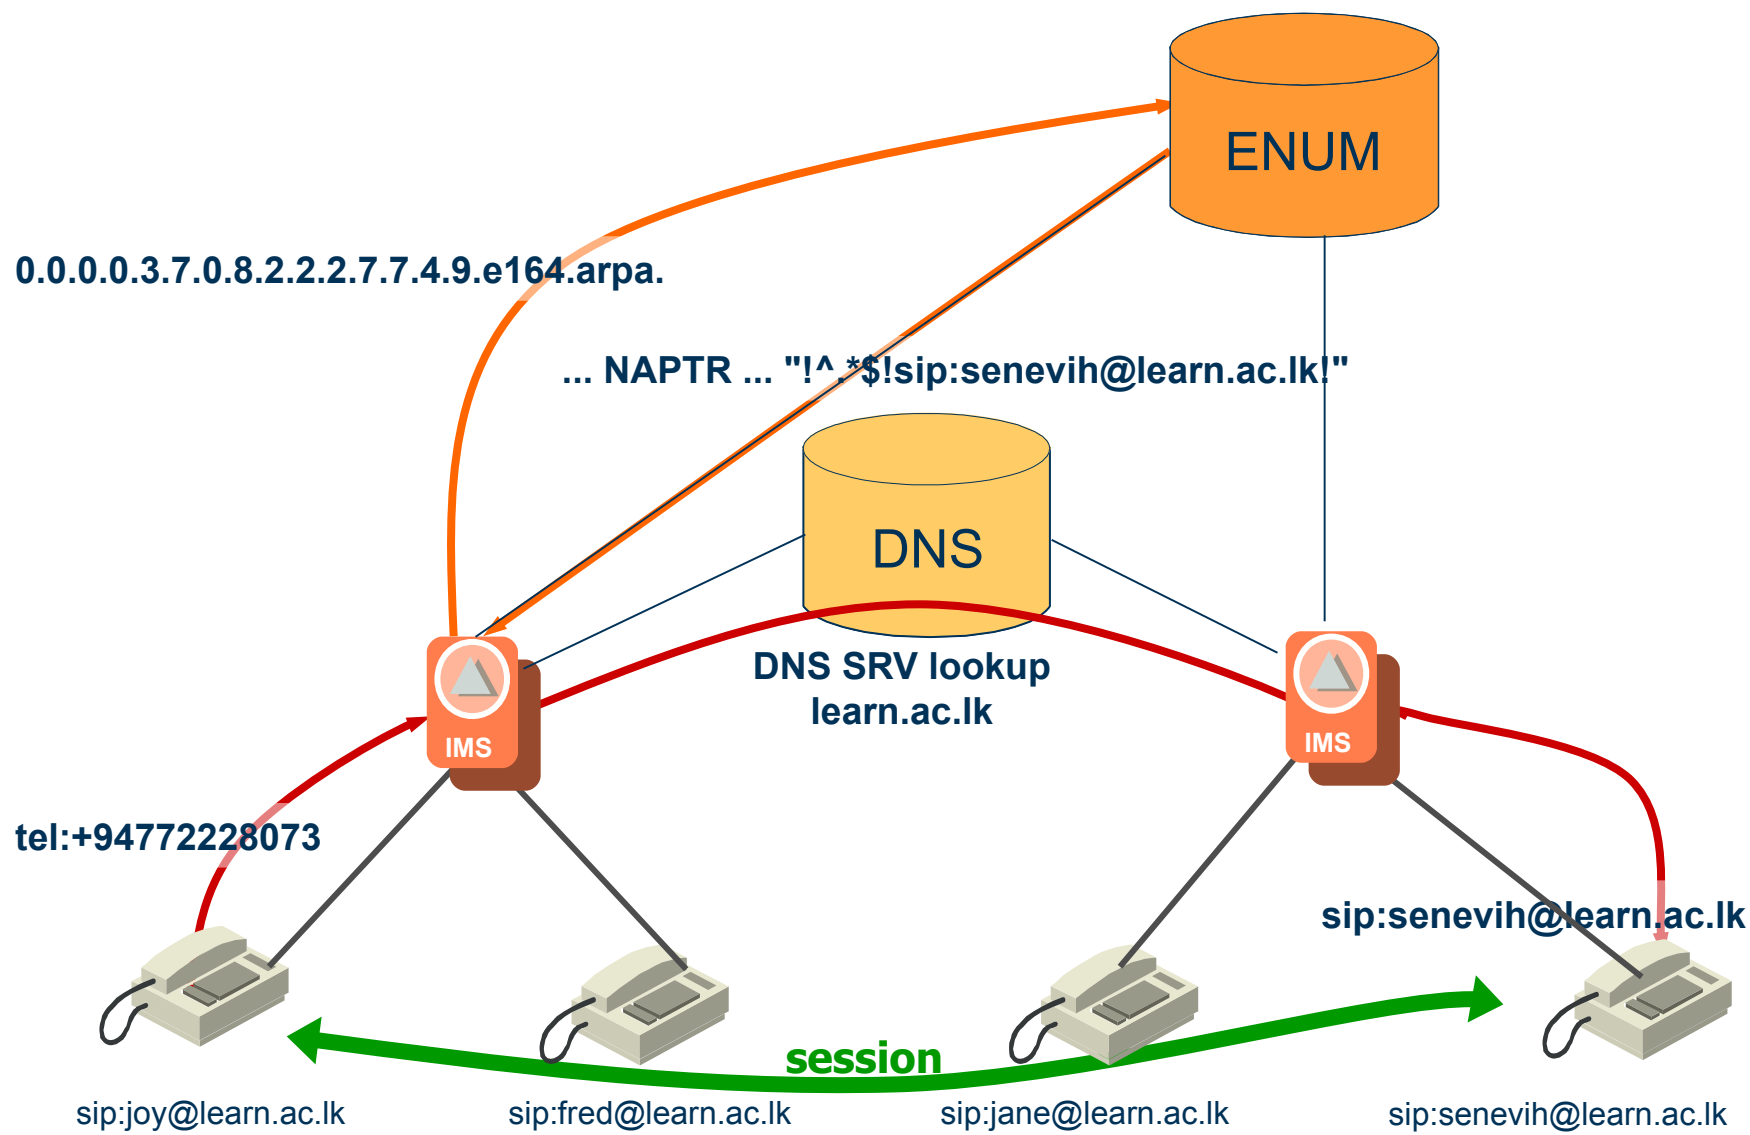 ENUM
0.0.0.0.3.7.0.8.2.2.2.7.7.4.9.e164.arpa.
... NAPTR ... "!^.*$!sip:senevih@learn.ac.lk!"
DNS
DNS SRV lookup
learn.ac.lk
IMS
IMS
tel:+94772228073
sip:senevih@learn.ac.lk
session
sip:joy@learn.ac.lk
sip:fred@learn.ac.lk
sip:jane@learn.ac.lk
sip:senevih@learn.ac.lk